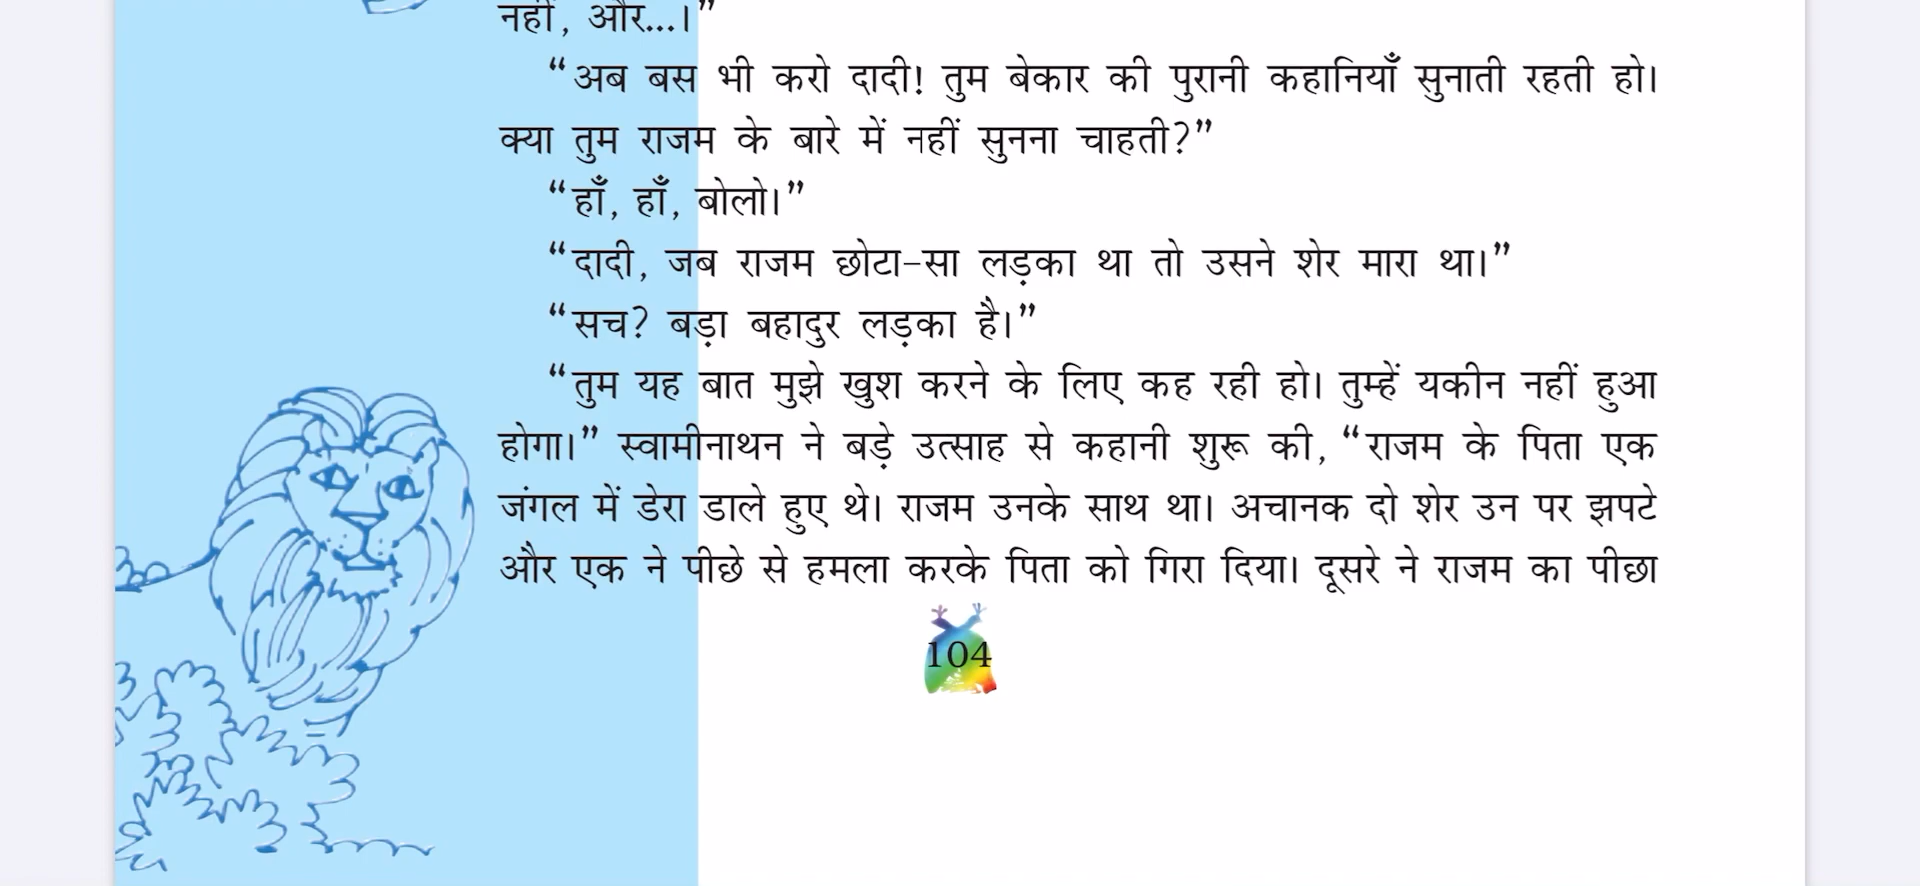 नहीं, और...।”
“अब बस भी करो दादी! तुम बेकार की पुरानी कहानियाँ सुनाती रहती हो।
क्या तुम राजम के बारे में नहीं सुनना चाहती?”
“हाँ, हाँ, बोलो।”
“दादी, जब राजम छोटा-सा लड़का था तो उसने शेर मारा था।”
“सच? बड़ा बहादुर लड़का है।”
“तुम यह बात मुझे खुश करने के लिए कह रही हो। तुम्हें यकीन नहीं हुआ
होगा।” स्वामीनाथन ने बड़े उत्साह से कहानी शुरू की, “राजम के पिता एक
जंगल में डेरा डाले हुए थे। राजम उनके साथ था। अचानक दो शेर उन पर झपटे
और एक ने पीछे से हमला करके पिता को गिरा दिया। दूसरे ने राजम का पीछा
104